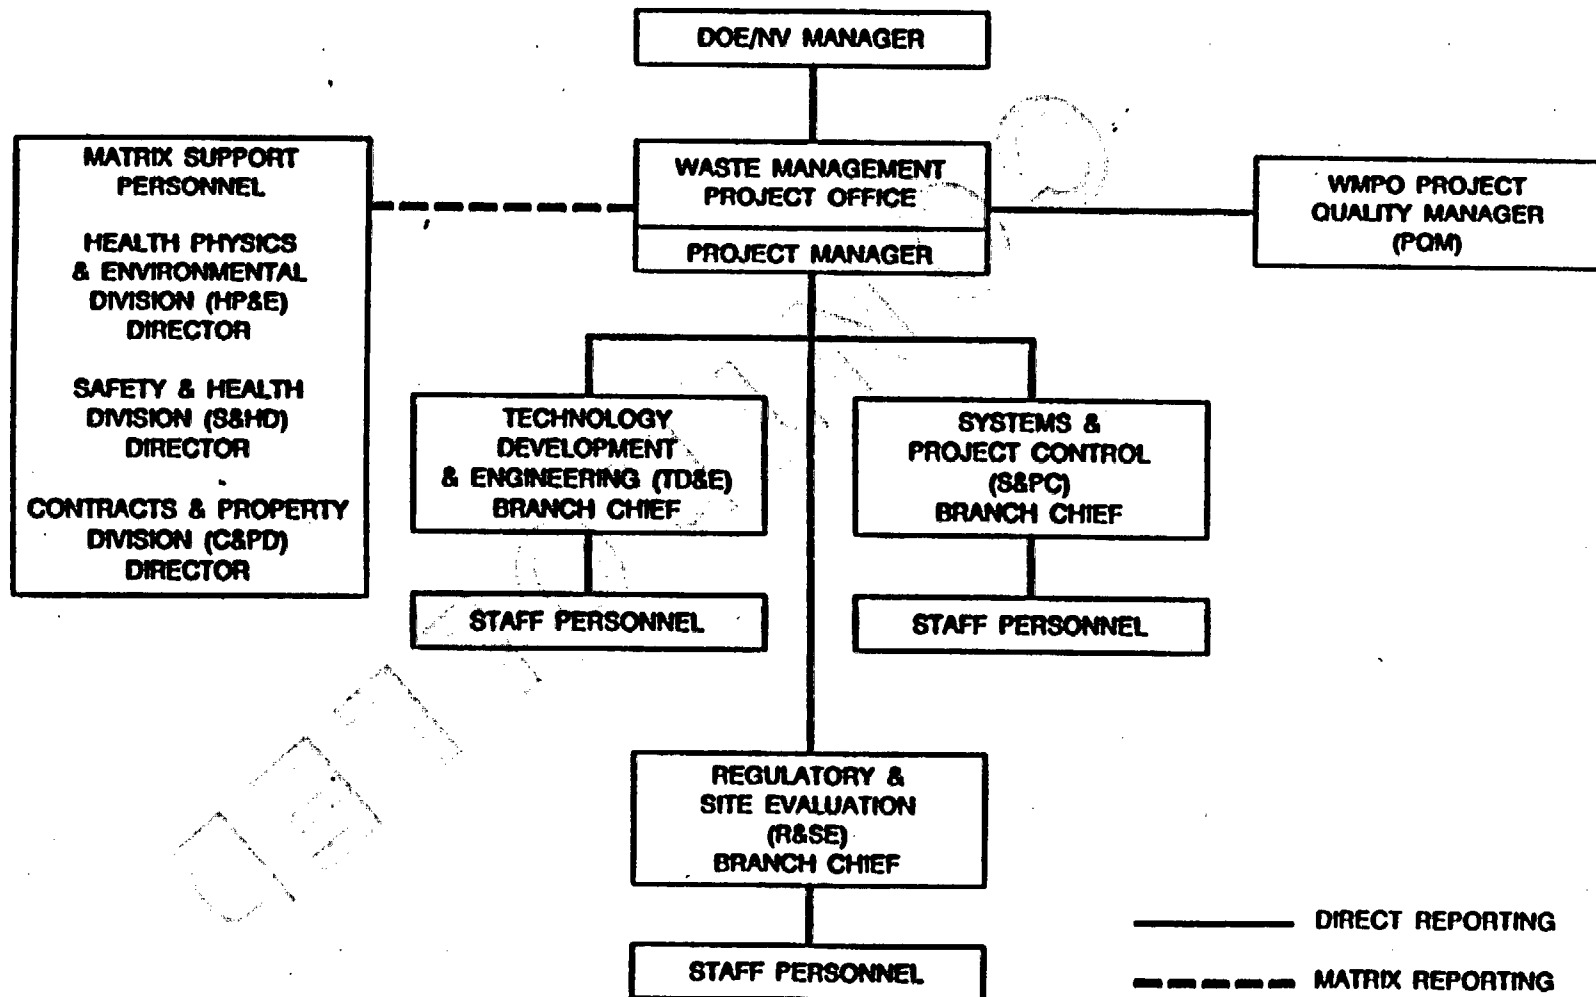 DOE/NV MANAGER
WASTE MANAGEMENT
PROJECT OFFICE
PROJECT MANAGER
MATRIX SUPPORT
PERSONNEL
HEALTH PHYSICS
& ENVIRONMENTAL
DIVISION (HP&E)
DIRECTOR
SAFETY & HEALTH
DIVISION (S&HD)
DIRECTOR
CONTRACTS & PROPERTY
DIVISION (C&PD)
DIRECTOR
WMPO PROJECT
QUALITY MANAGER
(PQM)
TECHNOLOGY
DEVELOPMENT
& ENGINEERING (TD&E)
BRANCH CHIEF
STAFF PERSONNEL
SYSTEMS &
PROJECT CONTROL
(S&PC)
BRANCH CHIEF
STAFF PERSONNEL
REGULATORY &
SITE EVALUATION
(R&SE)
BRANCH CHIEF
STAFF PERSONNEL
DIRECT REPORTING
MATRIX REPORTING